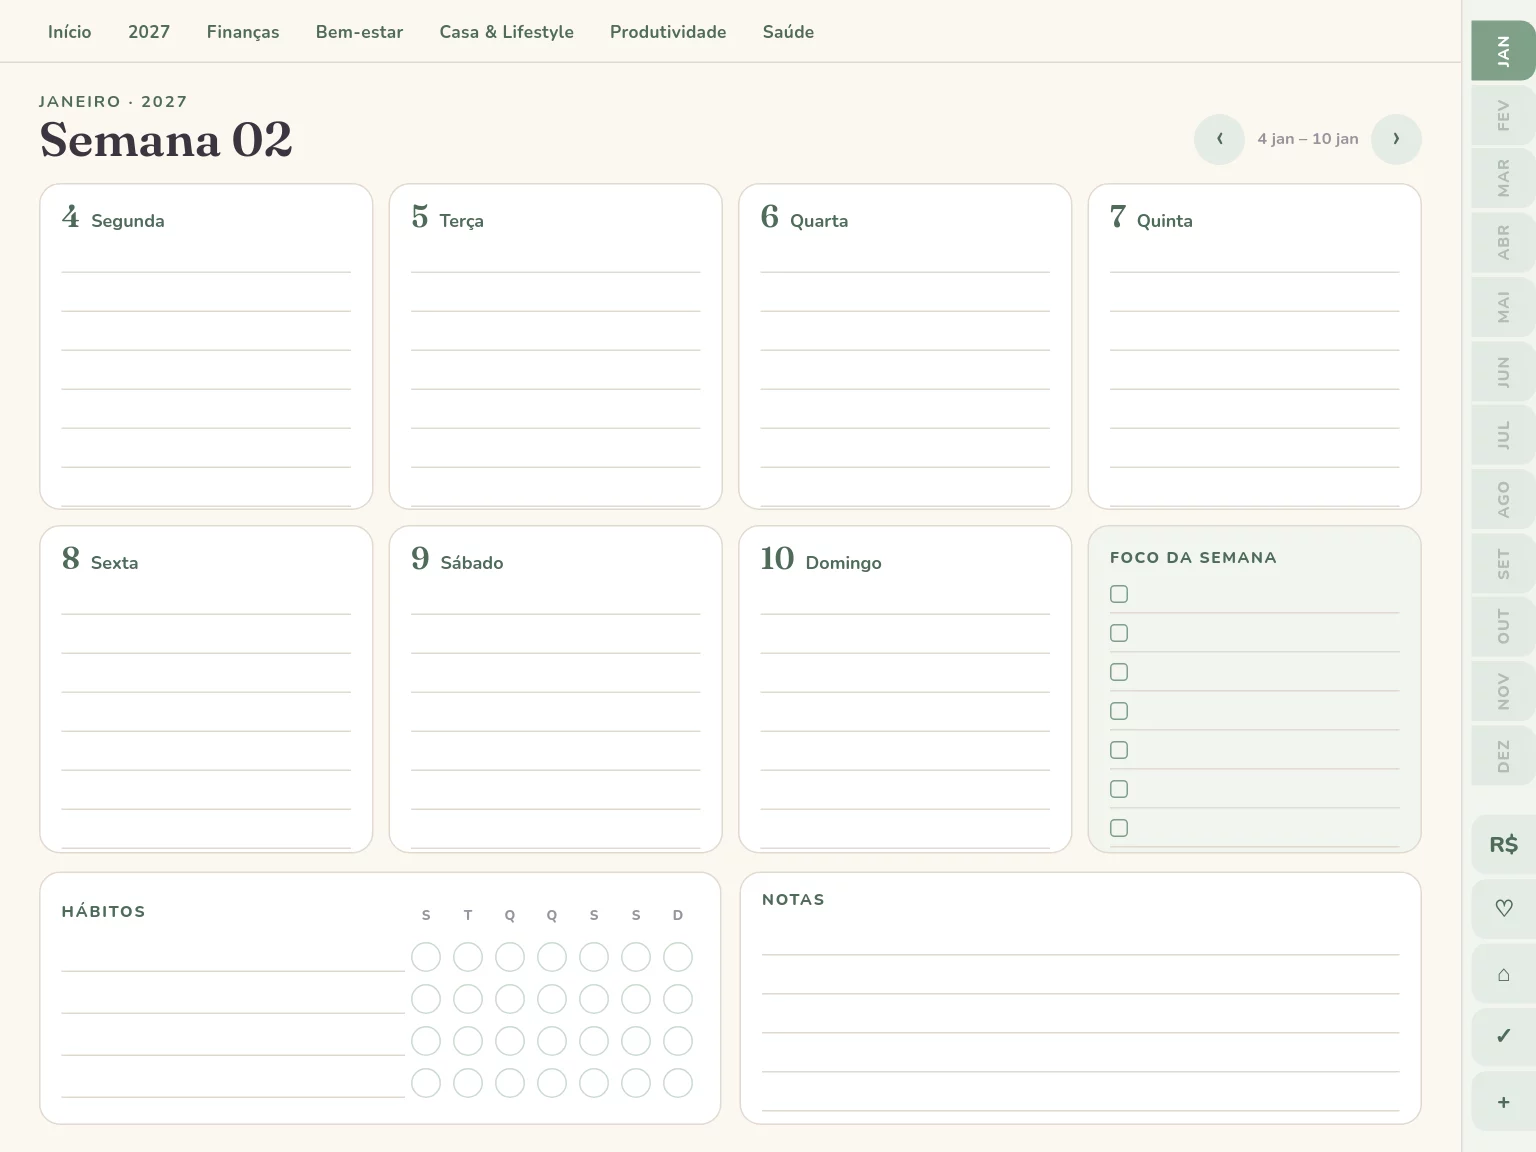 Início 2027 Finanças Bem-estar Casa & Lifestyle Produtividade Saúde
JANEIRO · 2027
Semana 02
‹ 4 jan – 10 jan ›
4 Segunda
5 Terça
6 Quarta
7 Quinta
8 Sexta
9 Sábado
10 Domingo
FOCO DA SEMANA
HÁBITOS
S T Q Q S S D
NOTAS
JAN
FEV
MAR
ABR
MAI
JUN
JUL
AGO
SET
OUT
NOV
DEZ
R$
♡
⌂
✓
+